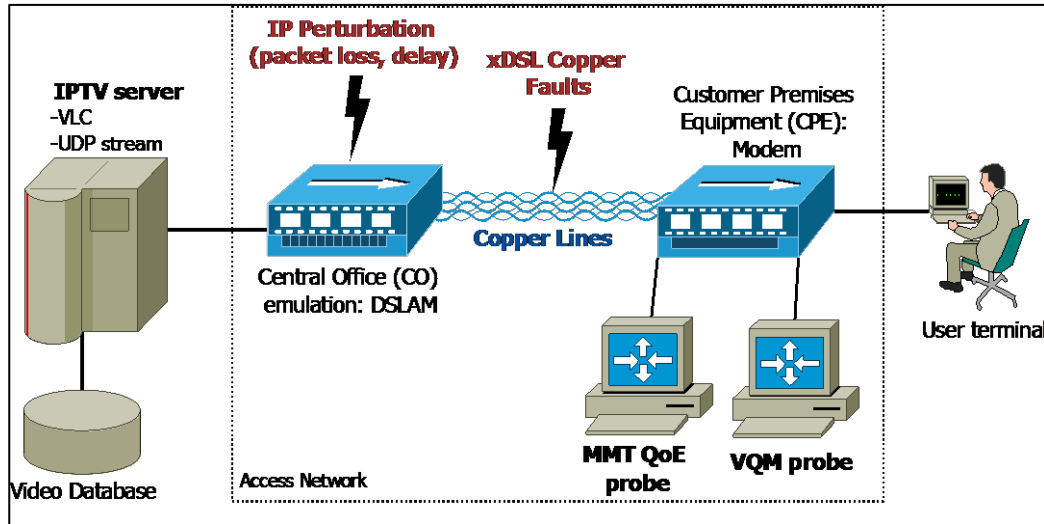 IP Perturbation
(packet loss, delay)
xDSL Copper
Faults
IPTV server
-VLC
-UDP stream
Customer Premises
Equipment (CPE):
Modem
Copper Lines
Central Office (CO)
emulation: DSLAM
User terminal
MMT QoE
probe
VQM probe
Video Database
Access Network